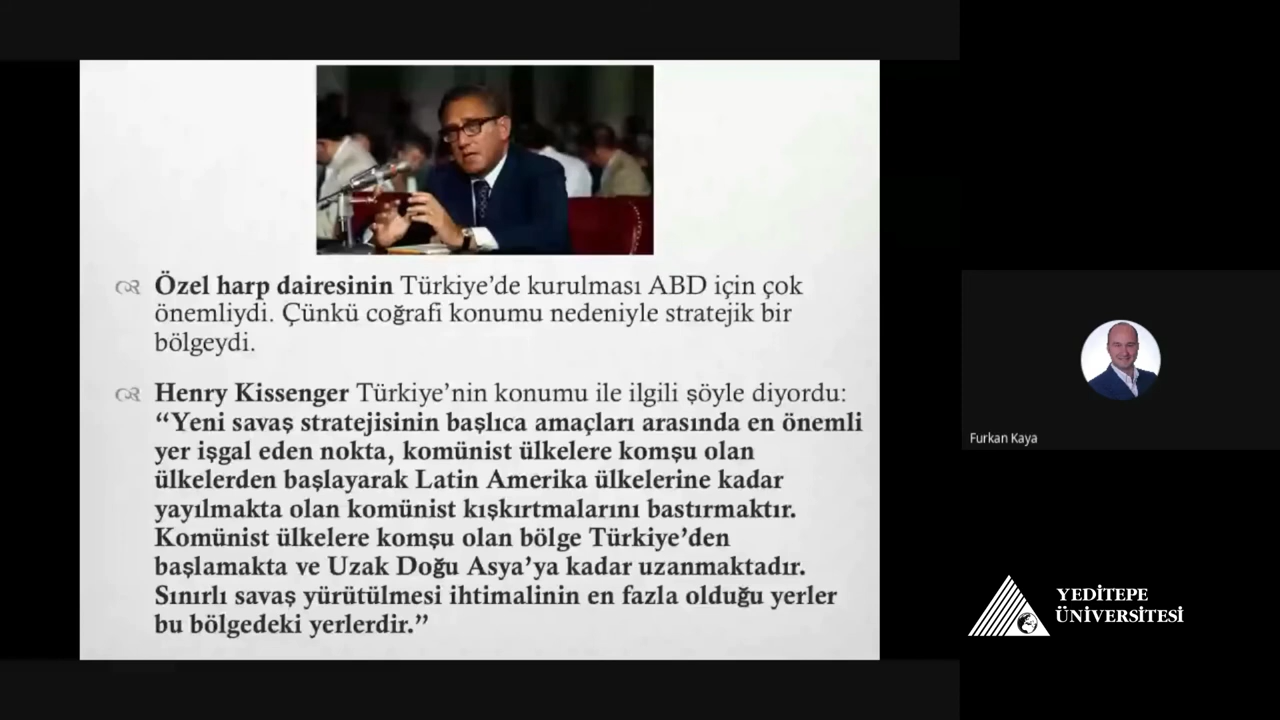 Özel harp dairesinin Türkiye’de kurulması ABD için çok
önemliydi. Çünkü coğrafi konumu nedeniyle stratejik bir
bölgeydi.
Henry Kissenger Türkiye’nin konumu ile ilgili şöyle diyordu:
“Yeni savaş stratejisinin başlıca amaçları arasında en önemli
yer işgal eden nokta, komünist ülkelere komşu olan
ülkelerden başlayarak Latin Amerika ülkelerine kadar
yayılmakta olan komünist kışkırtmalarını bastırmaktır.
Komünist ülkelere komşu olan bölge Türkiye’den
başlamakta ve Uzak Doğu Asya’ya kadar uzanmaktadır.
Sınırlı savaş yürütülmesi ihtimalinin en fazla olduğu yerler
bu bölgedeki yerlerdir.”
Furkan Kaya
YEDİTEPE
ÜNİVERSİTESİ